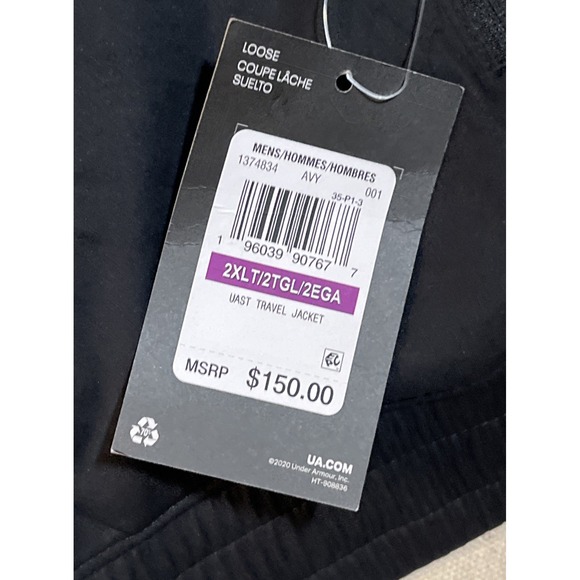 LOOSE
COUPE LÂCHE
SUELTO
MENS/HOMMES/HOMBRES
1374834 AVY 001
35-P1-3
1 96039 90767 7
2XLT/2TGL/2EGA
UAST TRAVEL JACKET
MSRP $150.00
UA.COM
©2020 Under Armour, Inc.
HT-908836